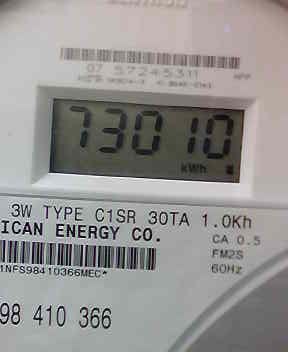 07 57245311
73010
kWh
3W TYPE C1SR 30TA 1.0Kh
ICAN ENERGY CO.
CA 0.5
FM2S
60Hz
1NFS98410366MEC*
98 410 366